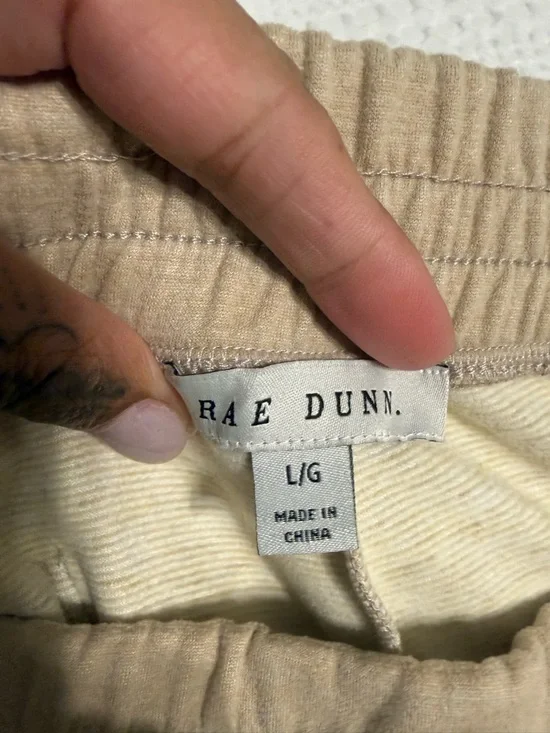 RAE DUNN.
L/G
MADE IN
CHINA